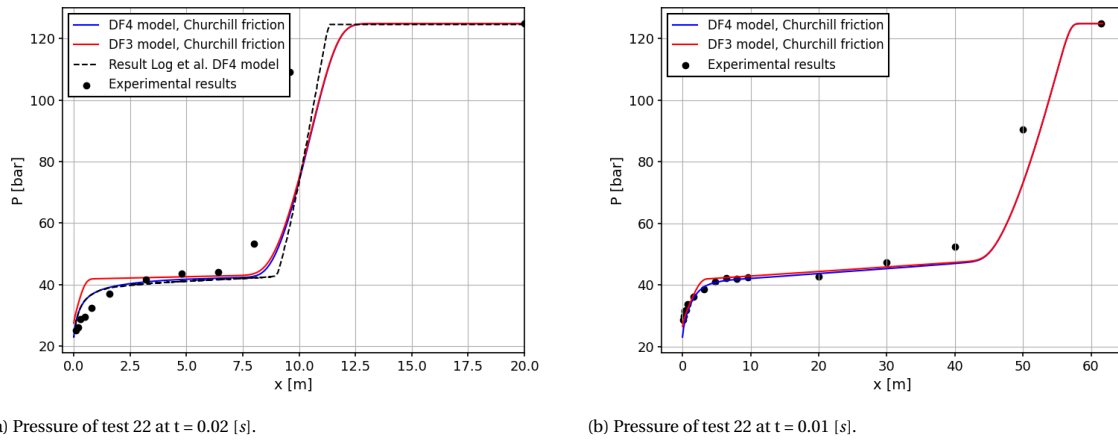 DF4 model, Churchill friction
DF3 model, Churchill friction
Result Log et al. DF4 model
Experimental results
120
100
80
60
40
20
P [bar]
0.0 2.5 5.0 7.5 10.0 12.5 15.0 17.5 20.0
x [m]
) Pressure of test 22 at t = 0.02 [s].
DF4 model, Churchill friction
DF3 model, Churchill friction
Experimental results
120
100
80
60
40
20
P [bar]
0 10 20 30 40 50 60
x [m]
(b) Pressure of test 22 at t = 0.01 [s].